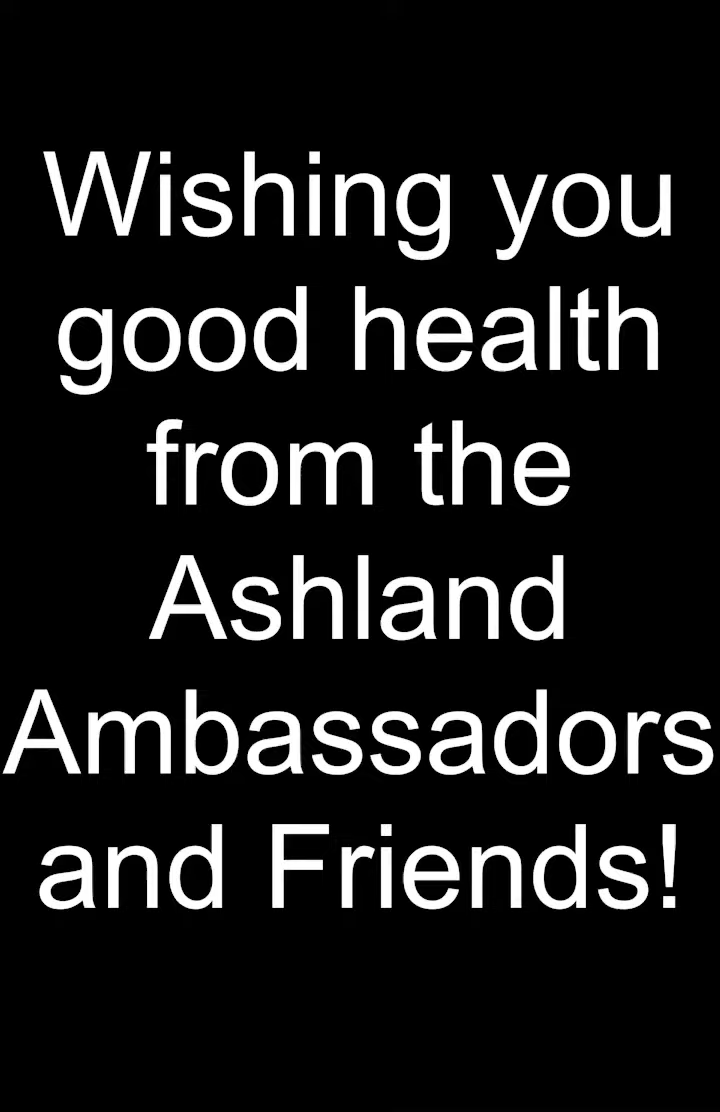 Wishing you
good health
from the
Ashland
Ambassadors
and Friends!